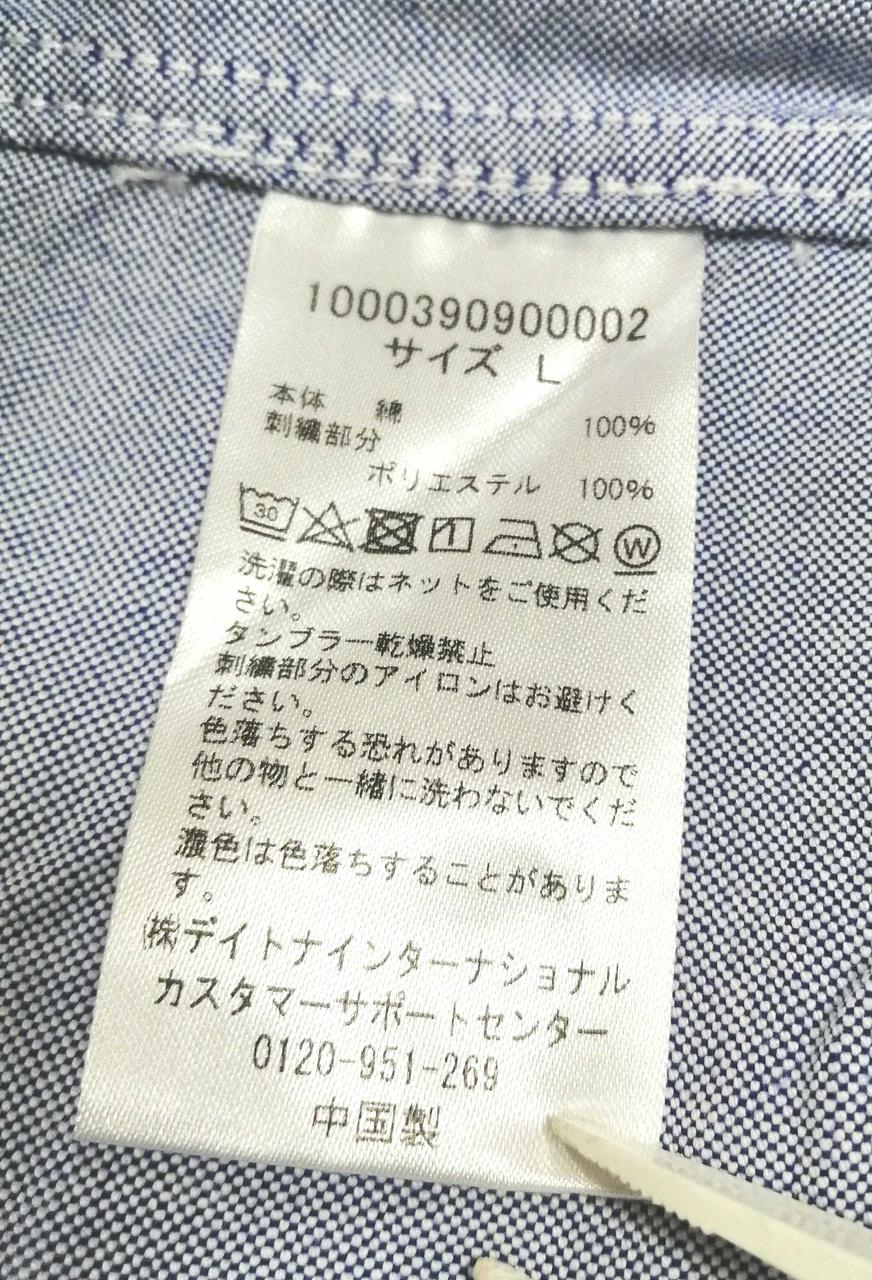 1000390900002
サイズ L
本体 綿 100%
刺繍部分
ポリエステル 100%
30
W
洗濯の際はネットをご使用くだ
さい。
タンブラー乾燥禁止
刺繍部分のアイロンはお避けく
ださい。
色落ちする恐れがありますので
他の物と一緒に洗わないでくだ
さい。
濃色は色落ちすることがありま
す。
㈱デイトナインターナショナル
カスタマーサポートセンター
0120-951-269
中国製